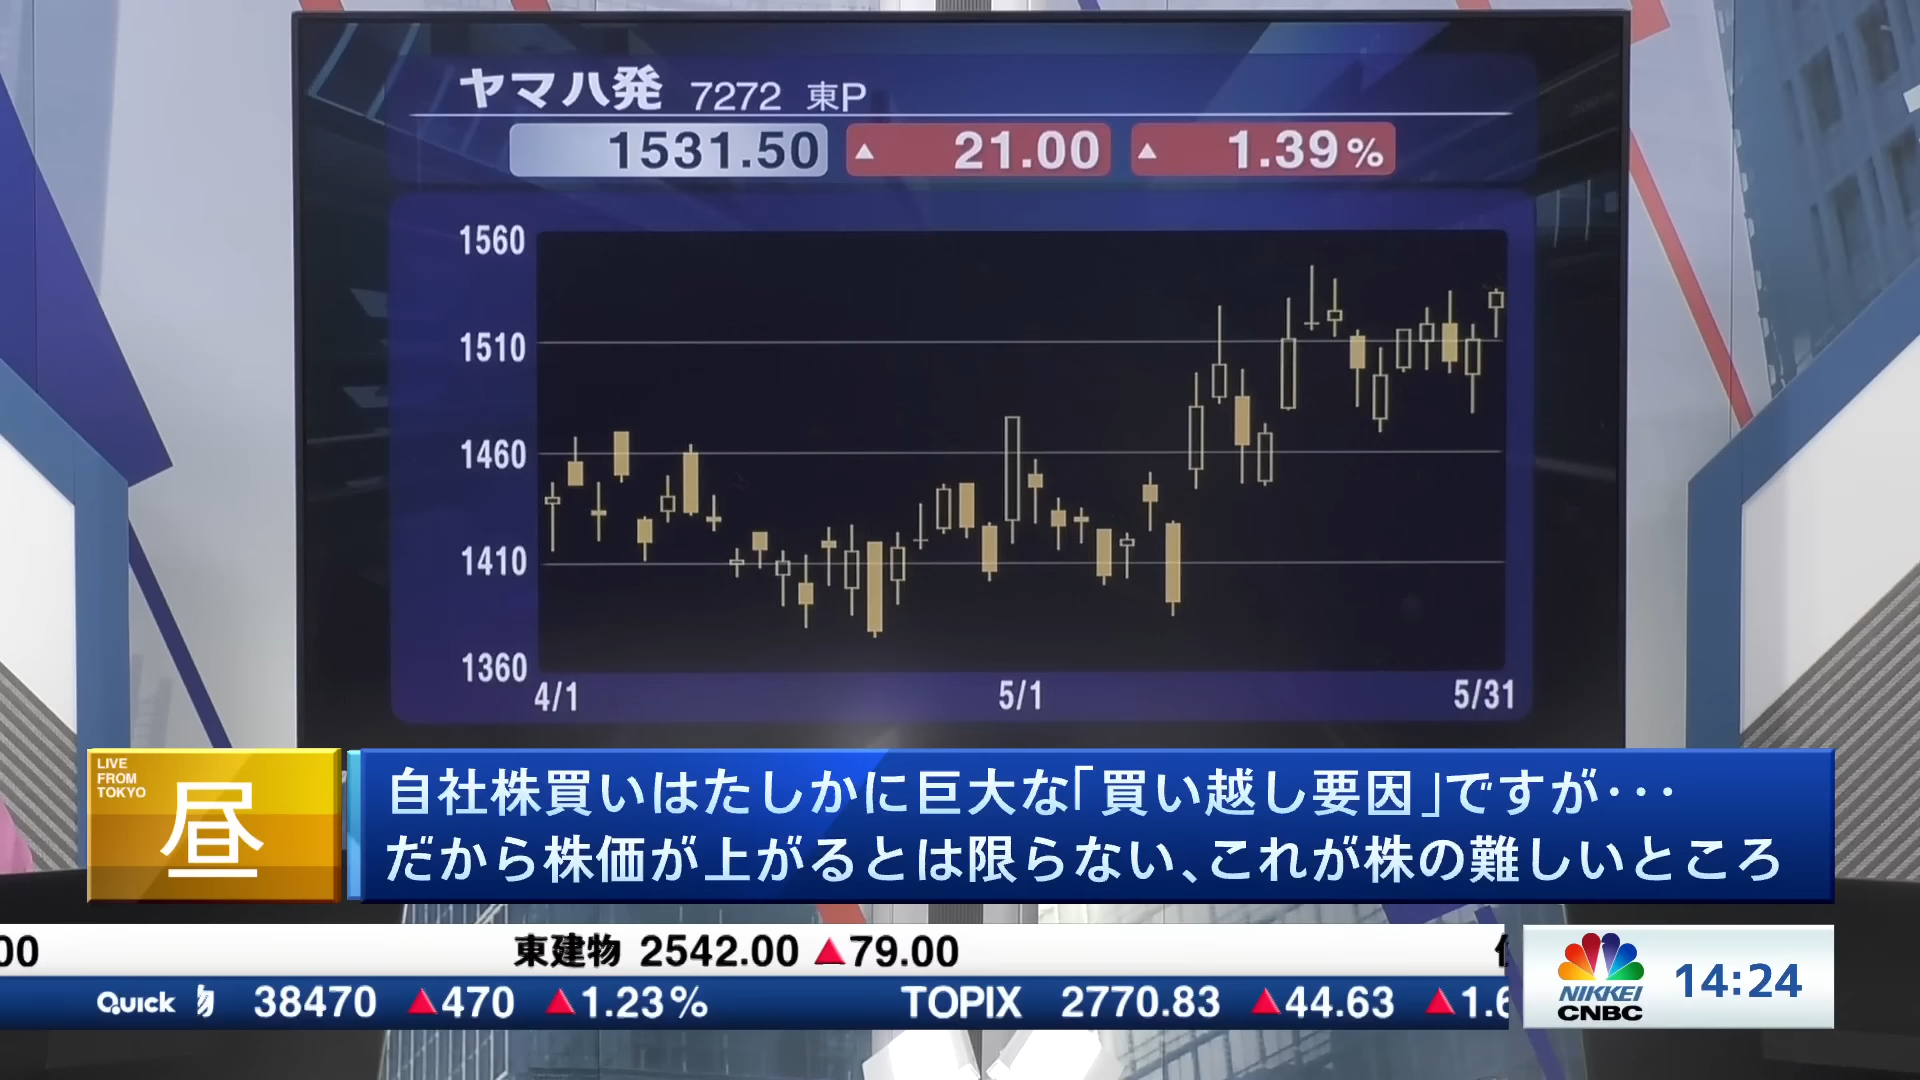 ヤマハ発 7272 東P
1531.50 ▲ 21.00 ▲ 1.39%
1560
1510
1460
1410
1360
4/1 5/1 5/31
LIVE
FROM
TOKYO
昼
自社株買いはたしかに巨大な「買い越し要因」ですが･･･
だから株価が上がるとは限らない、これが株の難しいところ
00 東建物 2542.00 ▲79.00
QUICK 38470 ▲470 ▲1.23% TOPIX 2770.83 ▲44.63 ▲1.6
NIKKEI
CNBC
14:24